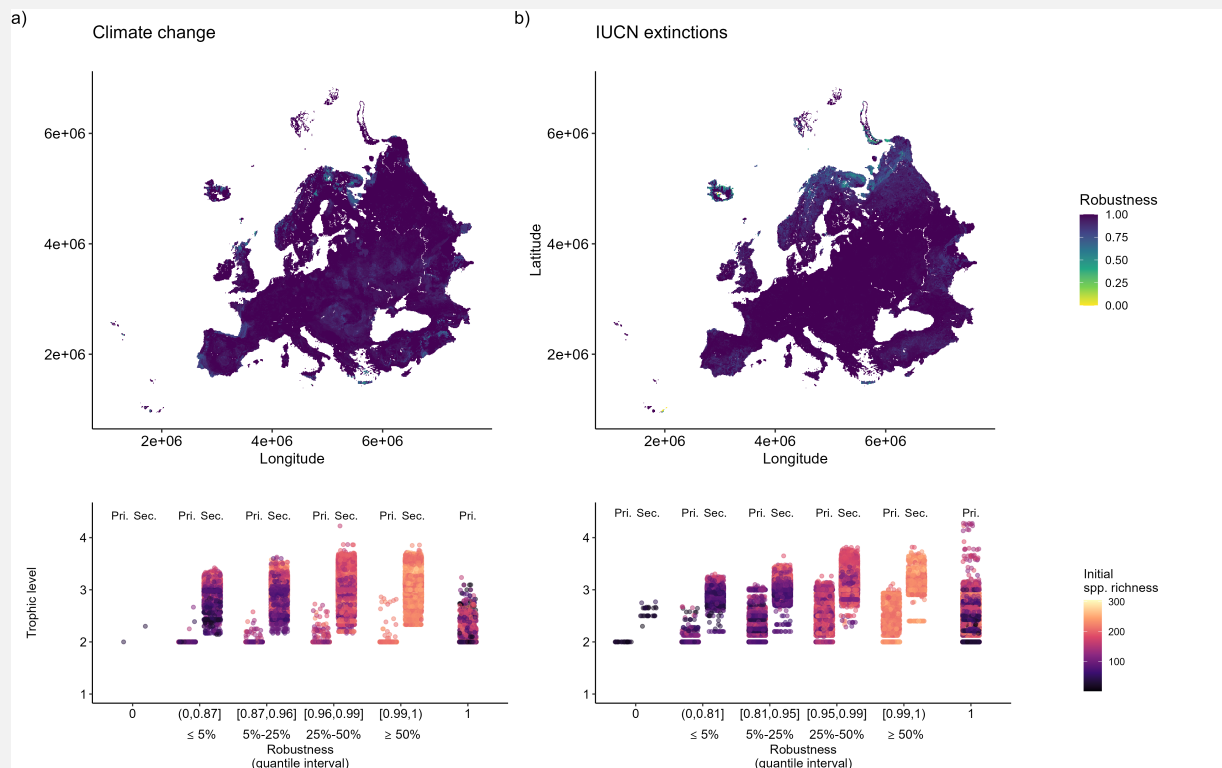 a)
Climate change
6e+06
4e+06
2e+06
2e+06 4e+06 6e+06
Longitude
b)
IUCN extinctions
Latitude
6e+06
4e+06
2e+06
2e+06 4e+06 6e+06
Longitude
Robustness
1.00
0.75
0.50
0.25
0.00
Trophic level
Pri. Sec. Pri. Sec. Pri. Sec. Pri. Sec. Pri. Sec. Pri.
4
3
2
1
0 (0,0.87] [0.87,0.96] [0.96,0.99] [0.99,1) 1
≤ 5% 5%-25% 25%-50% ≥ 50%
Robustness
(quantile interval)
Pri. Sec. Pri. Sec. Pri. Sec. Pri. Sec. Pri. Sec. Pri.
4
3
2
1
0 (0,0.81] [0.81,0.95] [0.95,0.99] [0.99,1) 1
≤ 5% 5%-25% 25%-50% ≥ 50%
Robustness
(quantile interval)
Initial
spp. richness
300
200
100